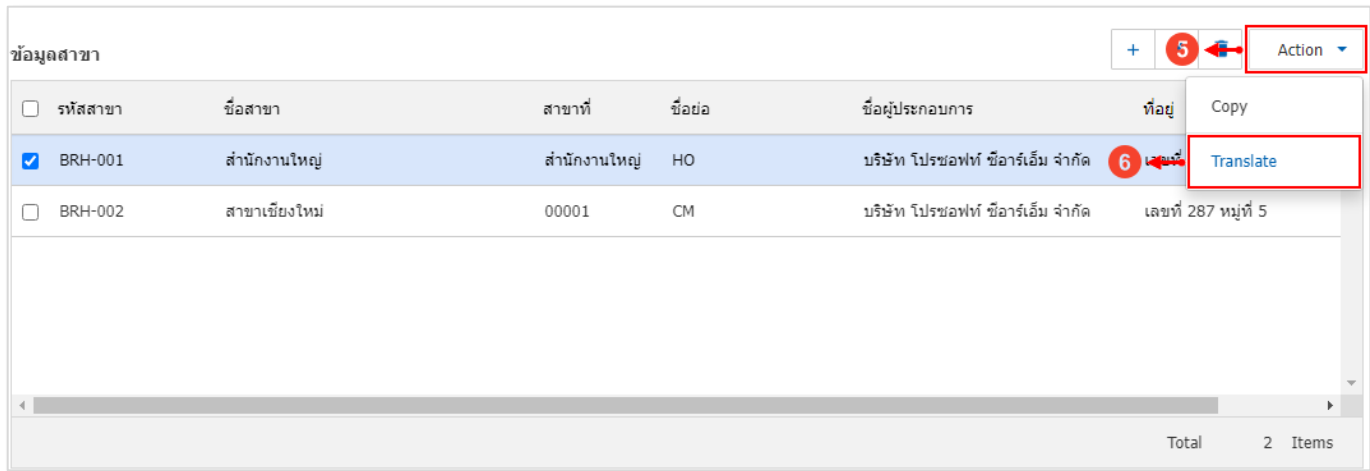 ข้อมูลสาขา + 5 Action
รหัสสาขา ชื่อสาขา สาขาที่ ชื่อย่อ ชื่อผู้ประกอบการ ที่อยู่ Copy
BRH-001 สำนักงานใหญ่ สำนักงานใหญ่ HO บริษัท โปรซอฟท์ ซีอาร์เอ็ม จำกัด 6 Translate
BRH-002 สาขาเชียงใหม่ 00001 CM บริษัท โปรซอฟท์ ซีอาร์เอ็ม จำกัด เลขที่ 287 หมู่ที่ 5
Total 2 Items